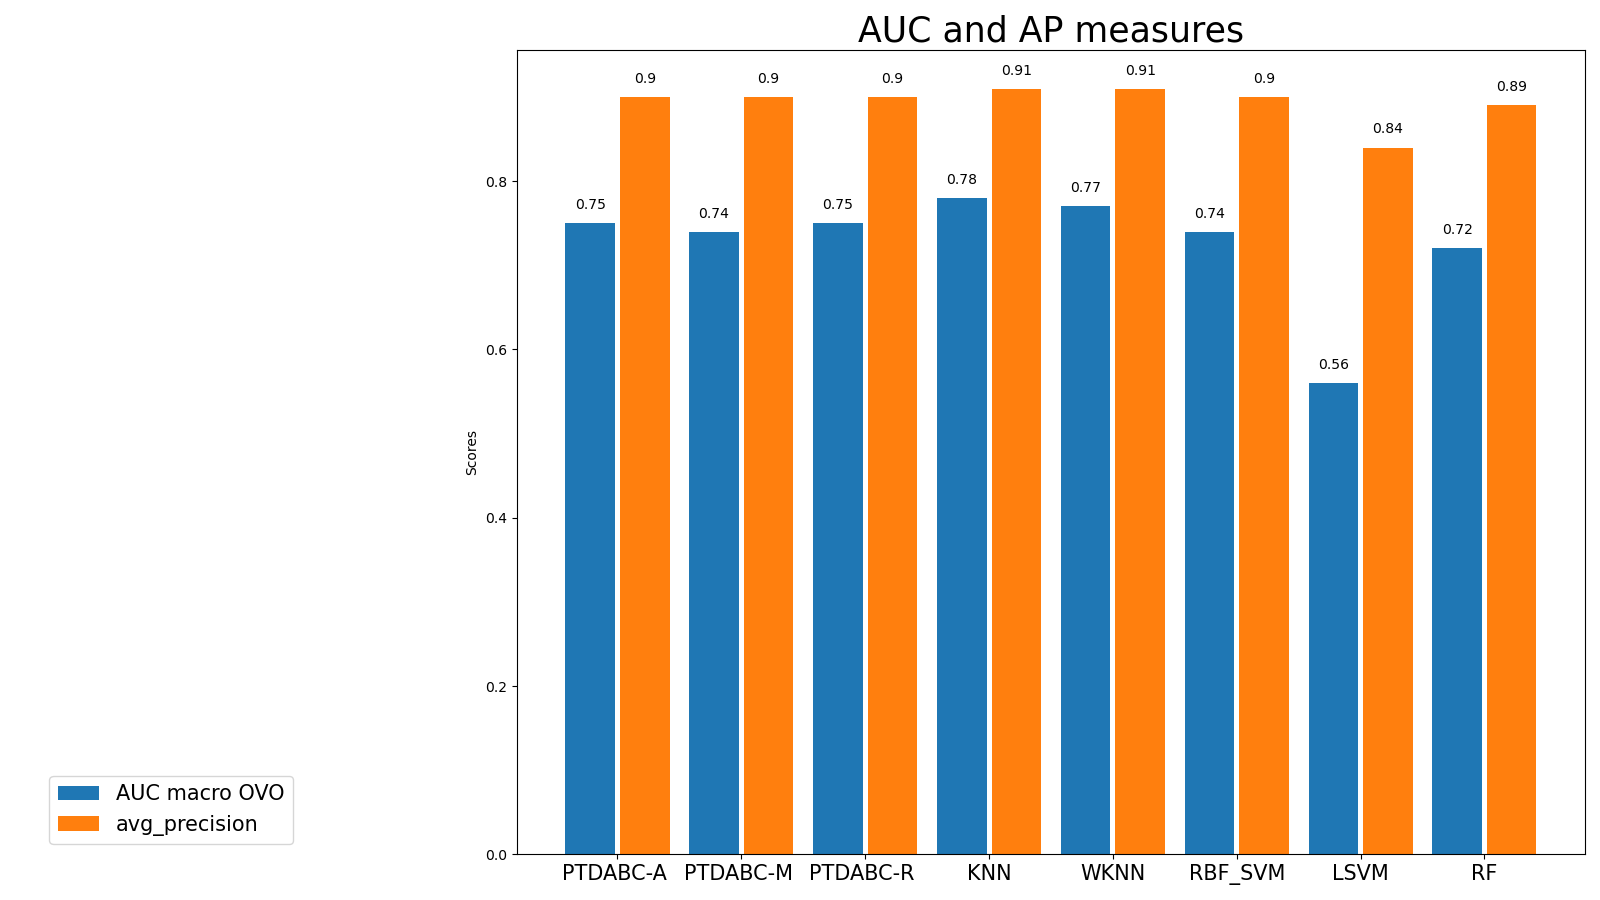 AUC and AP measures
0.9 0.9 0.9 0.91 0.91 0.9 0.84 0.89
0.75 0.74 0.75 0.78 0.77 0.74 0.56 0.72
0.8
0.6
Scores
0.4
0.2
0.0
PTDABC-A PTDABC-M PTDABC-R KNN WKNN RBF_SVM LSVM RF
AUC macro OVO
avg_precision